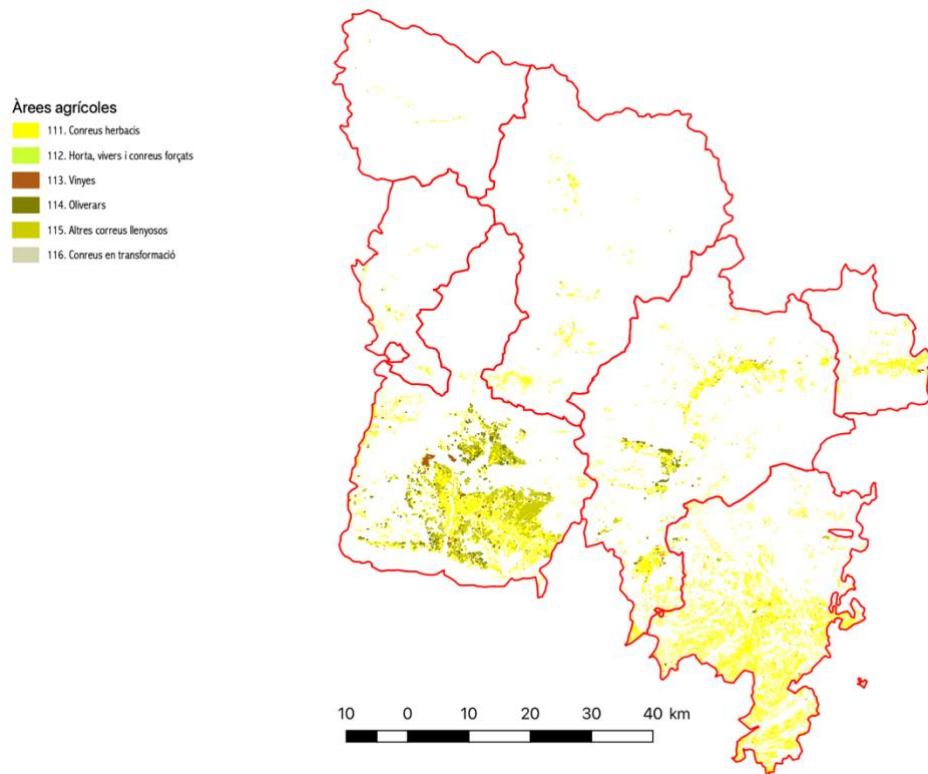 Àrees agrícoles
111. Conreus herbacis
112. Horta, vivers i conreus forçats
113. Vinyes
114. Oliverars
115. Altres correus llenyosos
116. Conreus en transformació
10 0 10 20 30 40 km